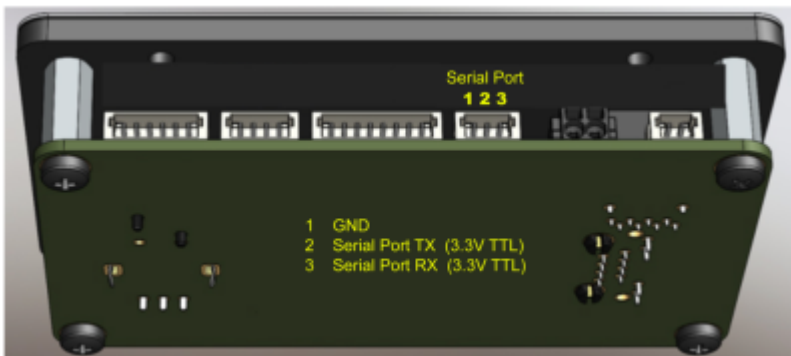 Serial Port
1 2 3
1 GND
2 Serial Port TX (3.3V TTL)
3 Serial Port RX (3.3V TTL)